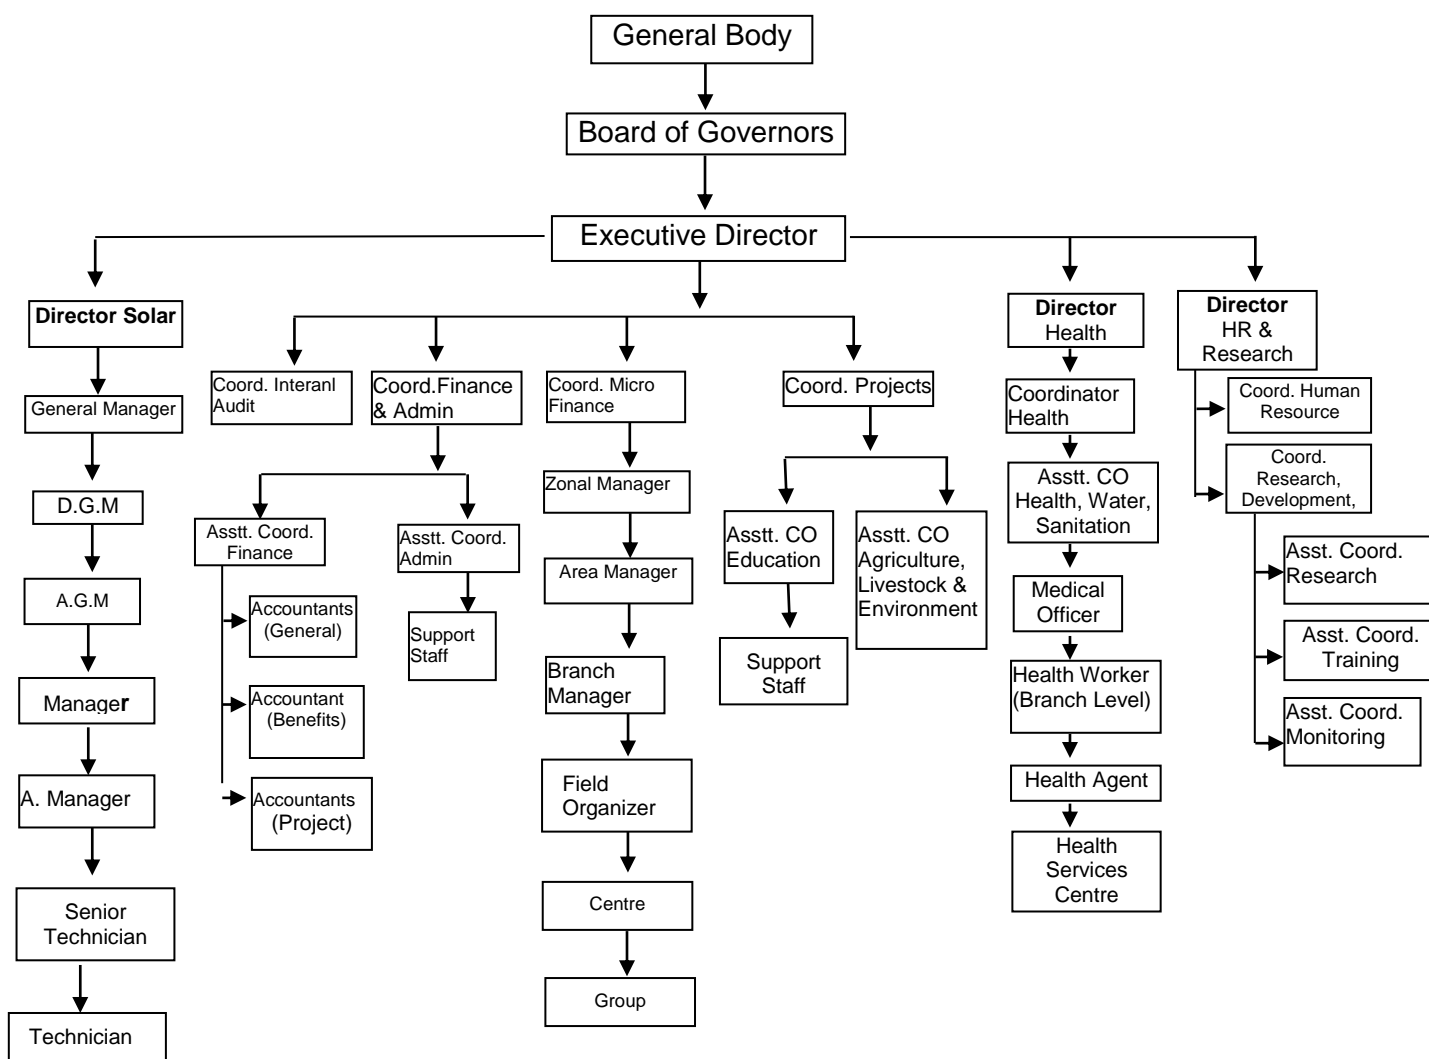 General Body
Board of Governors
Executive Director
Director Solar
General Manager
D.G.M
A.G.M
Manager
A. Manager
Senior
Technician
Technician
Coord. Interanl
Audit
Coord.Finance
& Admin
Asstt. Coord.
Finance
Accountants
(General)
Accountant
(Benefits)
Accountants
(Project)
Asstt. Coord.
Admin
Support
Staff
Coord. Micro
Finance
Zonal Manager
Area Manager
Branch
Manager
Field
Organizer
Centre
Group
Coord. Projects
Asstt. CO
Education
Support
Staff
Asstt. CO
Agriculture,
Livestock &
Environment
Director
Health
Coordinator
Health
Asstt. CO
Health, Water,
Sanitation
Medical
Officer
Health Worker
(Branch Level)
Health Agent
Health
Services
Centre
Director
HR &
Research
Coord. Human
Resource
Coord.
Research,
Development,
Asst. Coord.
Research
Asst. Coord.
Training
Asst. Coord.
Monitoring